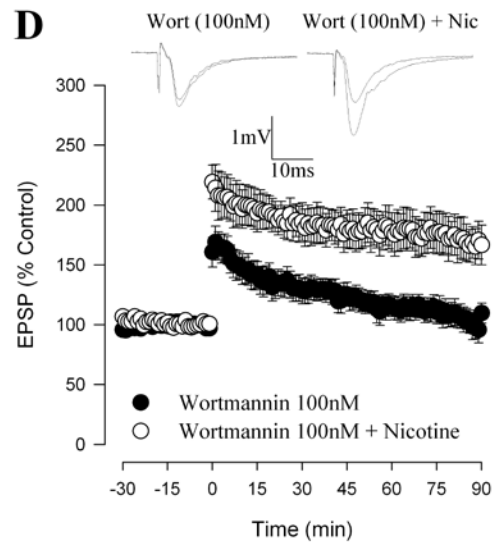 D
Wort (100nM) Wort (100nM) + Nic
1mV
10ms
EPSP (% Control)
300
250
200
150
100
50
0
Wortmannin 100nM
Wortmannin 100nM + Nicotine
-30 -15 0 15 30 45 60 75 90
Time (min)